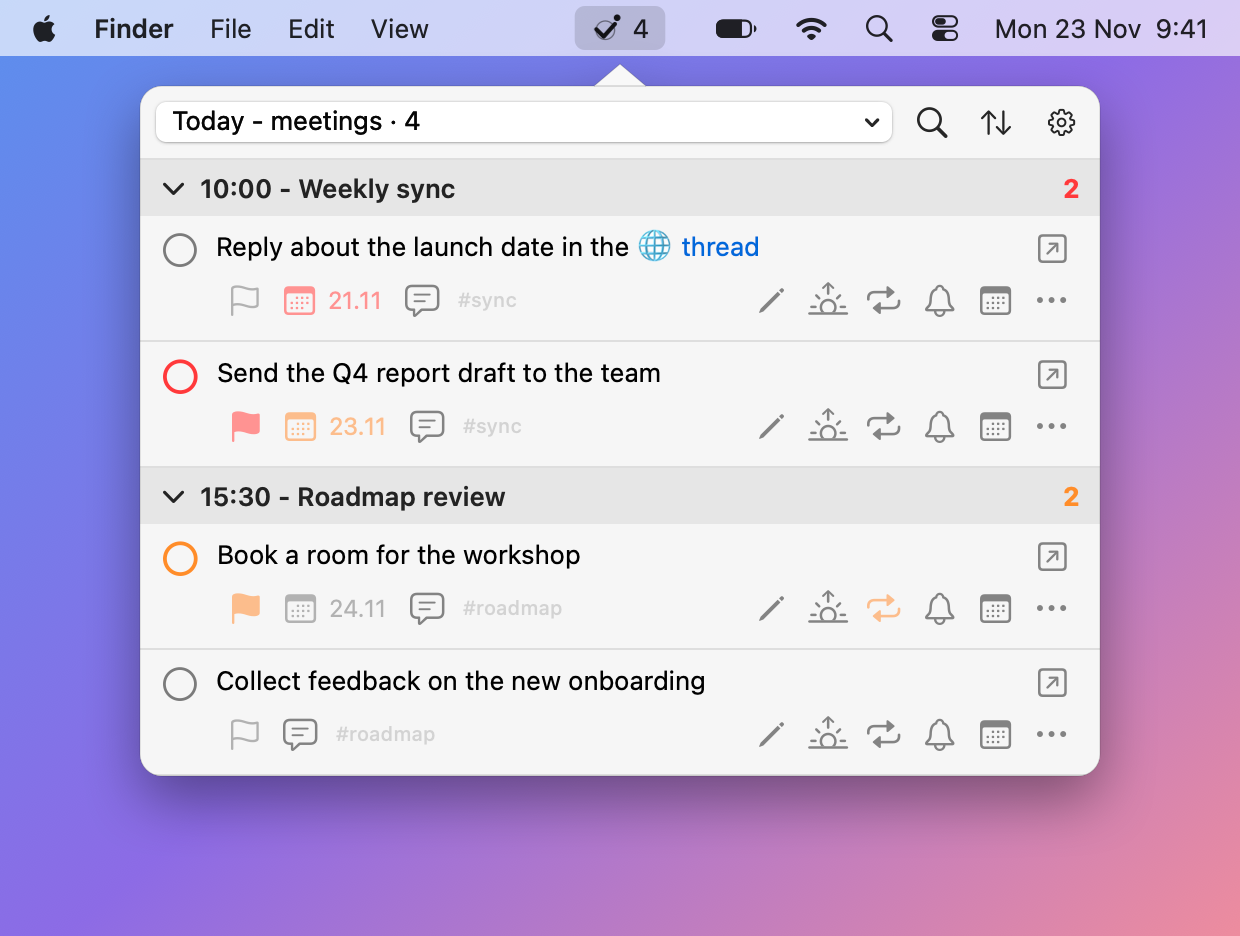 Finder File Edit View 4 Mon 23 Nov 9:41
Today - meetings · 4
10:00 - Weekly sync 2
Reply about the launch date in the 🌐 thread
21.11 #sync
Send the Q4 report draft to the team
23.11 #sync
15:30 - Roadmap review 2
Book a room for the workshop
24.11 #roadmap
Collect feedback on the new onboarding
#roadmap